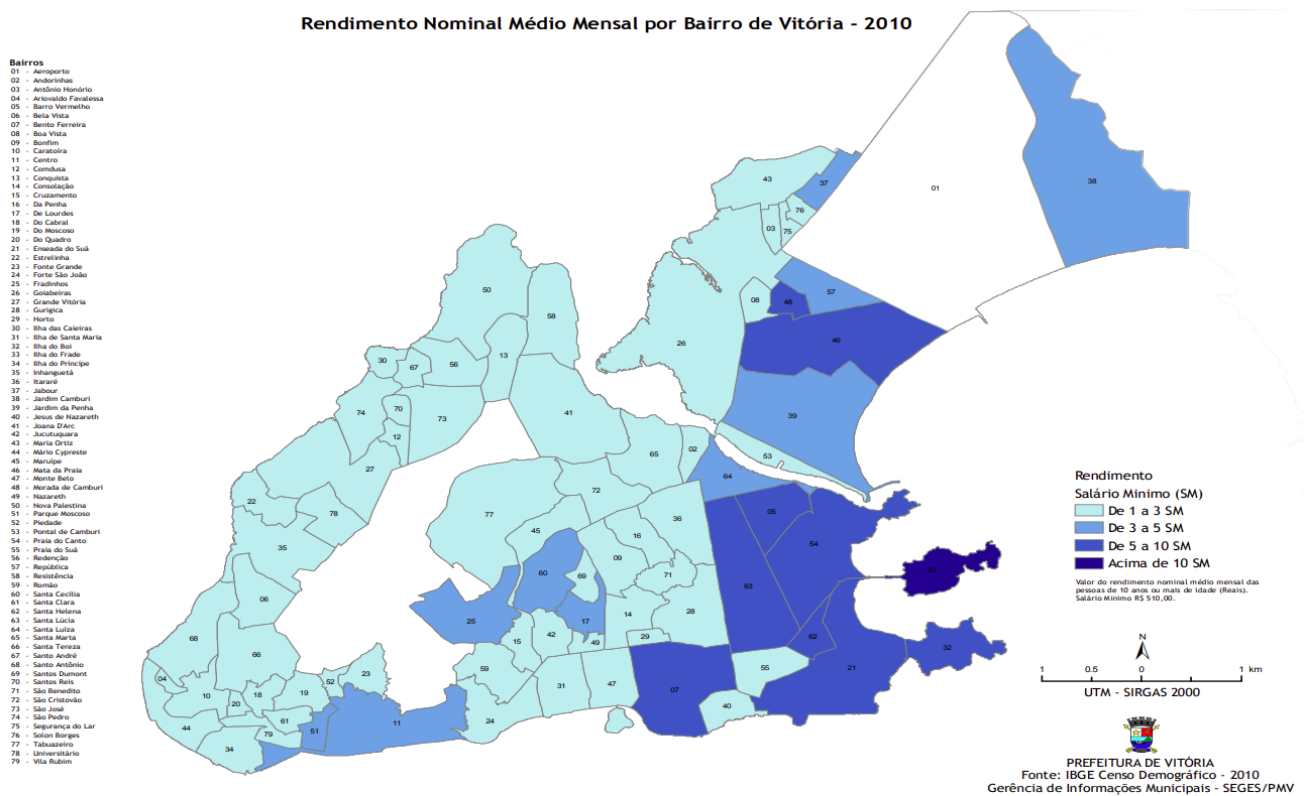 Rendimento Nominal Médio Mensal por Bairro de Vitória - 2010
Bairros
01 - Aeroporto
02 - Andorinhas
03 - Antônio Honório
04 - Ariovaldo Favalessa
05 - Barro Vermelho
06 - Bela Vista
07 - Bento Ferreira
08 - Boa Vista
09 - Bonfim
10 - Caratoíra
11 - Centro
12 - Comdusa
13 - Conquista
14 - Consolação
15 - Cruzamento
16 - Da Penha
17 - De Lourdes
18 - Do Cabral
19 - Do Moscoso
20 - Do Quadro
21 - Enseada do Suá
22 - Estrelinha
23 - Fonte Grande
24 - Forte São João
25 - Fradinhos
26 - Goiabeiras
27 - Grande Vitória
28 - Gurigica
29 - Horto
30 - Ilha das Caieiras
31 - Ilha de Santa Maria
32 - Ilha do Boi
33 - Ilha do Frade
34 - Ilha do Príncipe
35 - Inhanguetá
36 - Itararé
37 - Jabour
38 - Jardim Camburi
39 - Jardim da Penha
40 - Jesus de Nazareth
41 - Joana D'Arc
42 - Jucutuquara
43 - Maria Ortiz
44 - Mário Cypreste
45 - Maruípe
46 - Mata da Praia
47 - Monte Belo
48 - Morada de Camburi
49 - Nazareth
50 - Nova Palestina
51 - Parque Moscoso
52 - Piedade
53 - Pontal de Camburi
54 - Praia do Canto
55 - Praia do Suá
56 - Redenção
57 - República
58 - Resistência
59 - Romão
60 - Santa Cecília
61 - Santa Clara
62 - Santa Helena
63 - Santa Lúcia
64 - Santa Luíza
65 - Santa Marta
66 - Santa Tereza
67 - Santo André
68 - Santo Antônio
69 - Santos Dumont
70 - Santos Reis
71 - São Benedito
72 - São Cristovão
73 - São José
74 - São Pedro
75 - Segurança do Lar
76 - Solon Borges
77 - Tabuazeiro
78 - Universitário
79 - Vila Rubim
43
37
76
03
75
01
38
50
58
57
08
48
46
26
13
30
67
56
74
70
73
41
39
12
65
02
53
27
64
72
22
78
77
36
05
35
45
16
54
09
60
69
71
33
06
63
25
17
14
28
68
15
42
49
29
62
32
66
59
55
21
04
52
23
31
47
07
10
18
19
20
40
61
24
11
44
79
51
34
Rendimento
Salário Minimo (SM)
De 1 a 3 SM
De 3 a 5 SM
De 5 a 10 SM
Acima de 10 SM
Valor do rendimento nominal médio mensal das
pessoas de 10 anos ou mais de idade (Reais).
Salário Minimo R$ 510,00.
N
1 0.5 0 1 km
UTM - SIRGAS 2000
PREFEITURA DE VITÓRIA
Fonte: IBGE Censo Demográfico - 2010
Gerência de Informações Municipais - SEGES/PMV